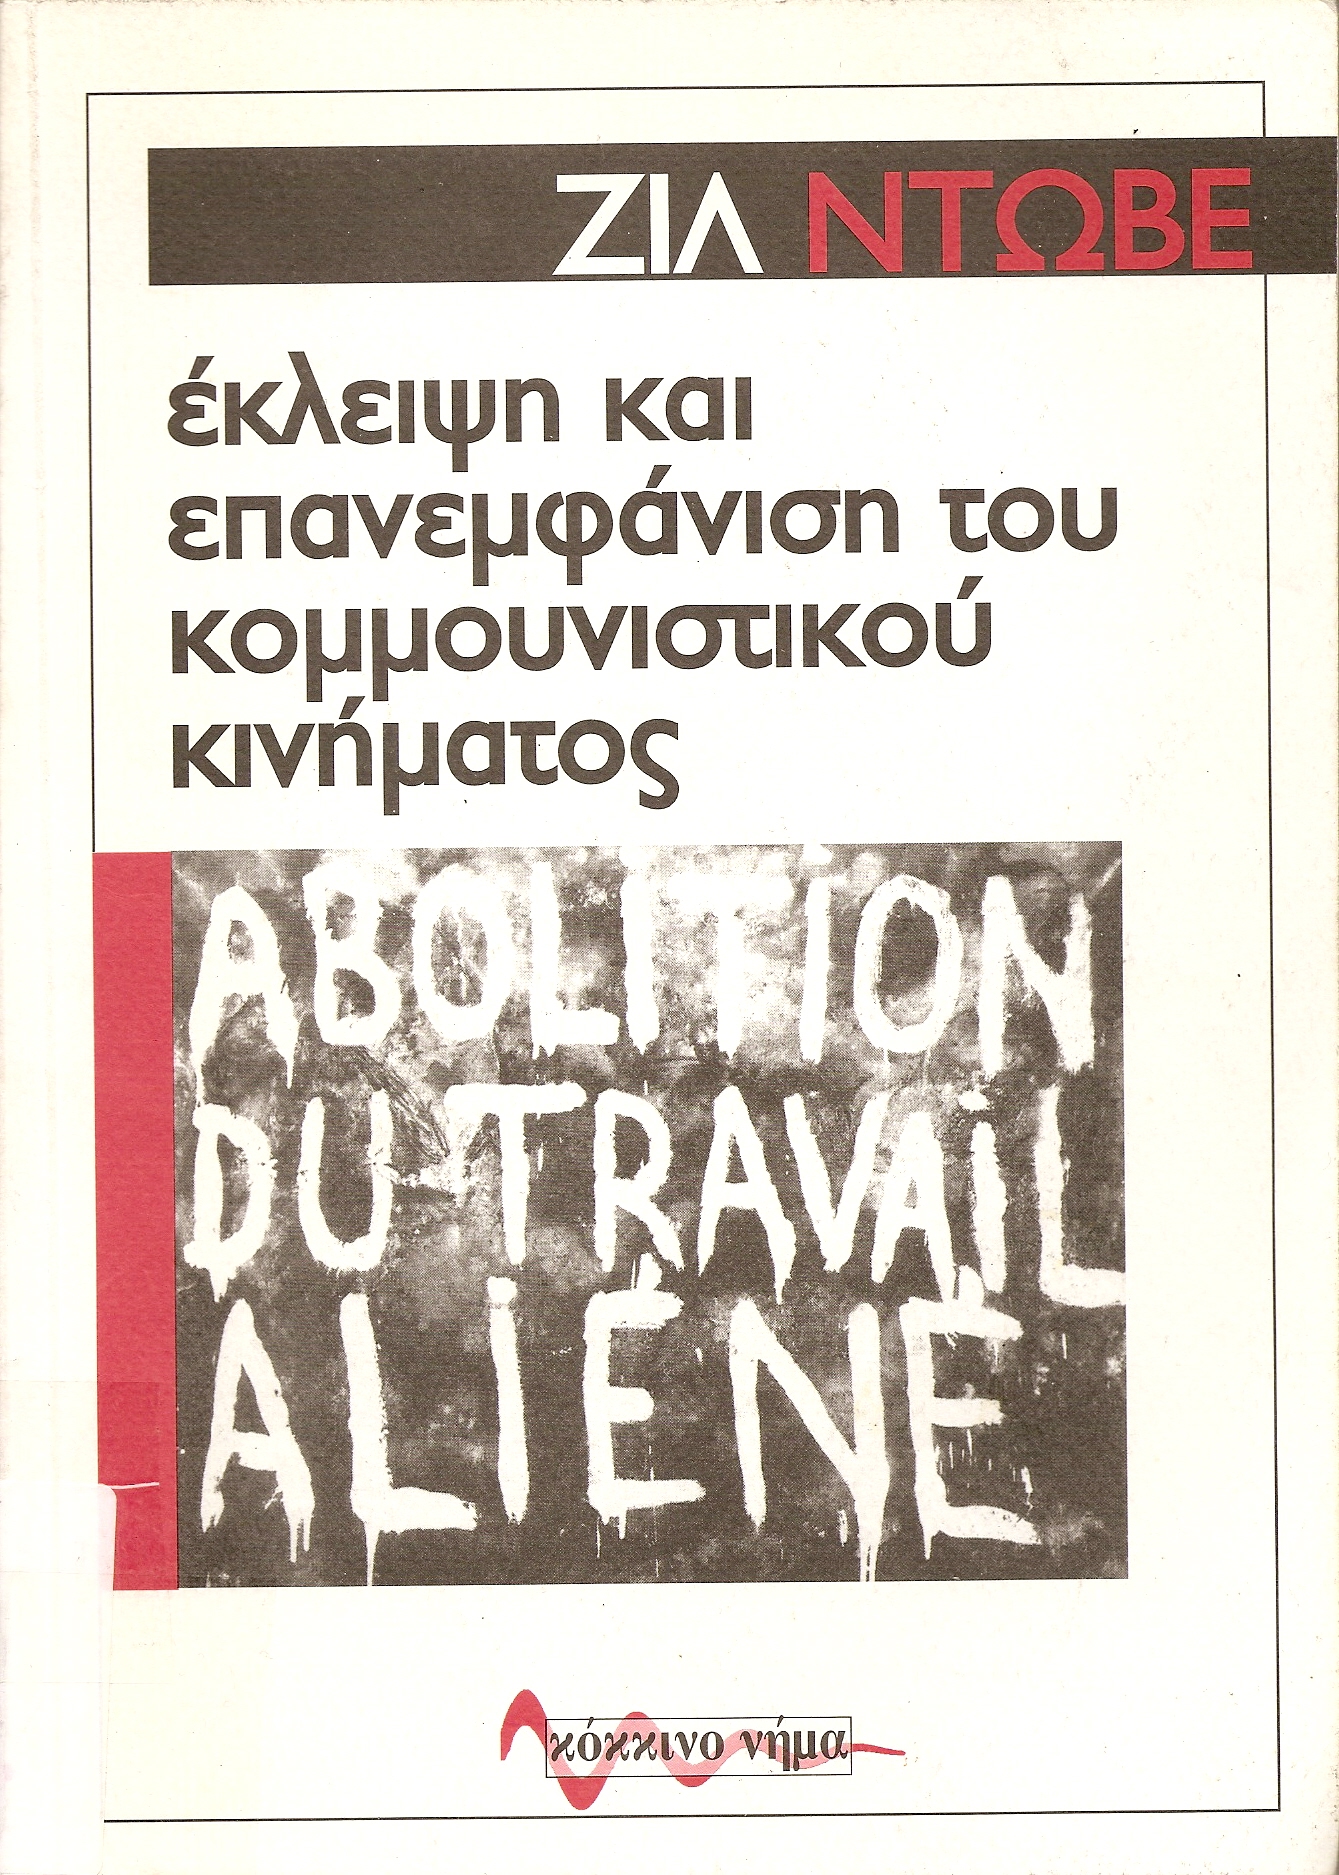 ΖΙΛ ΝΤΩΒΕ
έκλειψη και
επανεμφάνιση του
κομμουνιστικού
κινήματος
ABOLITION
DU TRAVAiL
ALiÉNÉ
κόκκινο νήμα